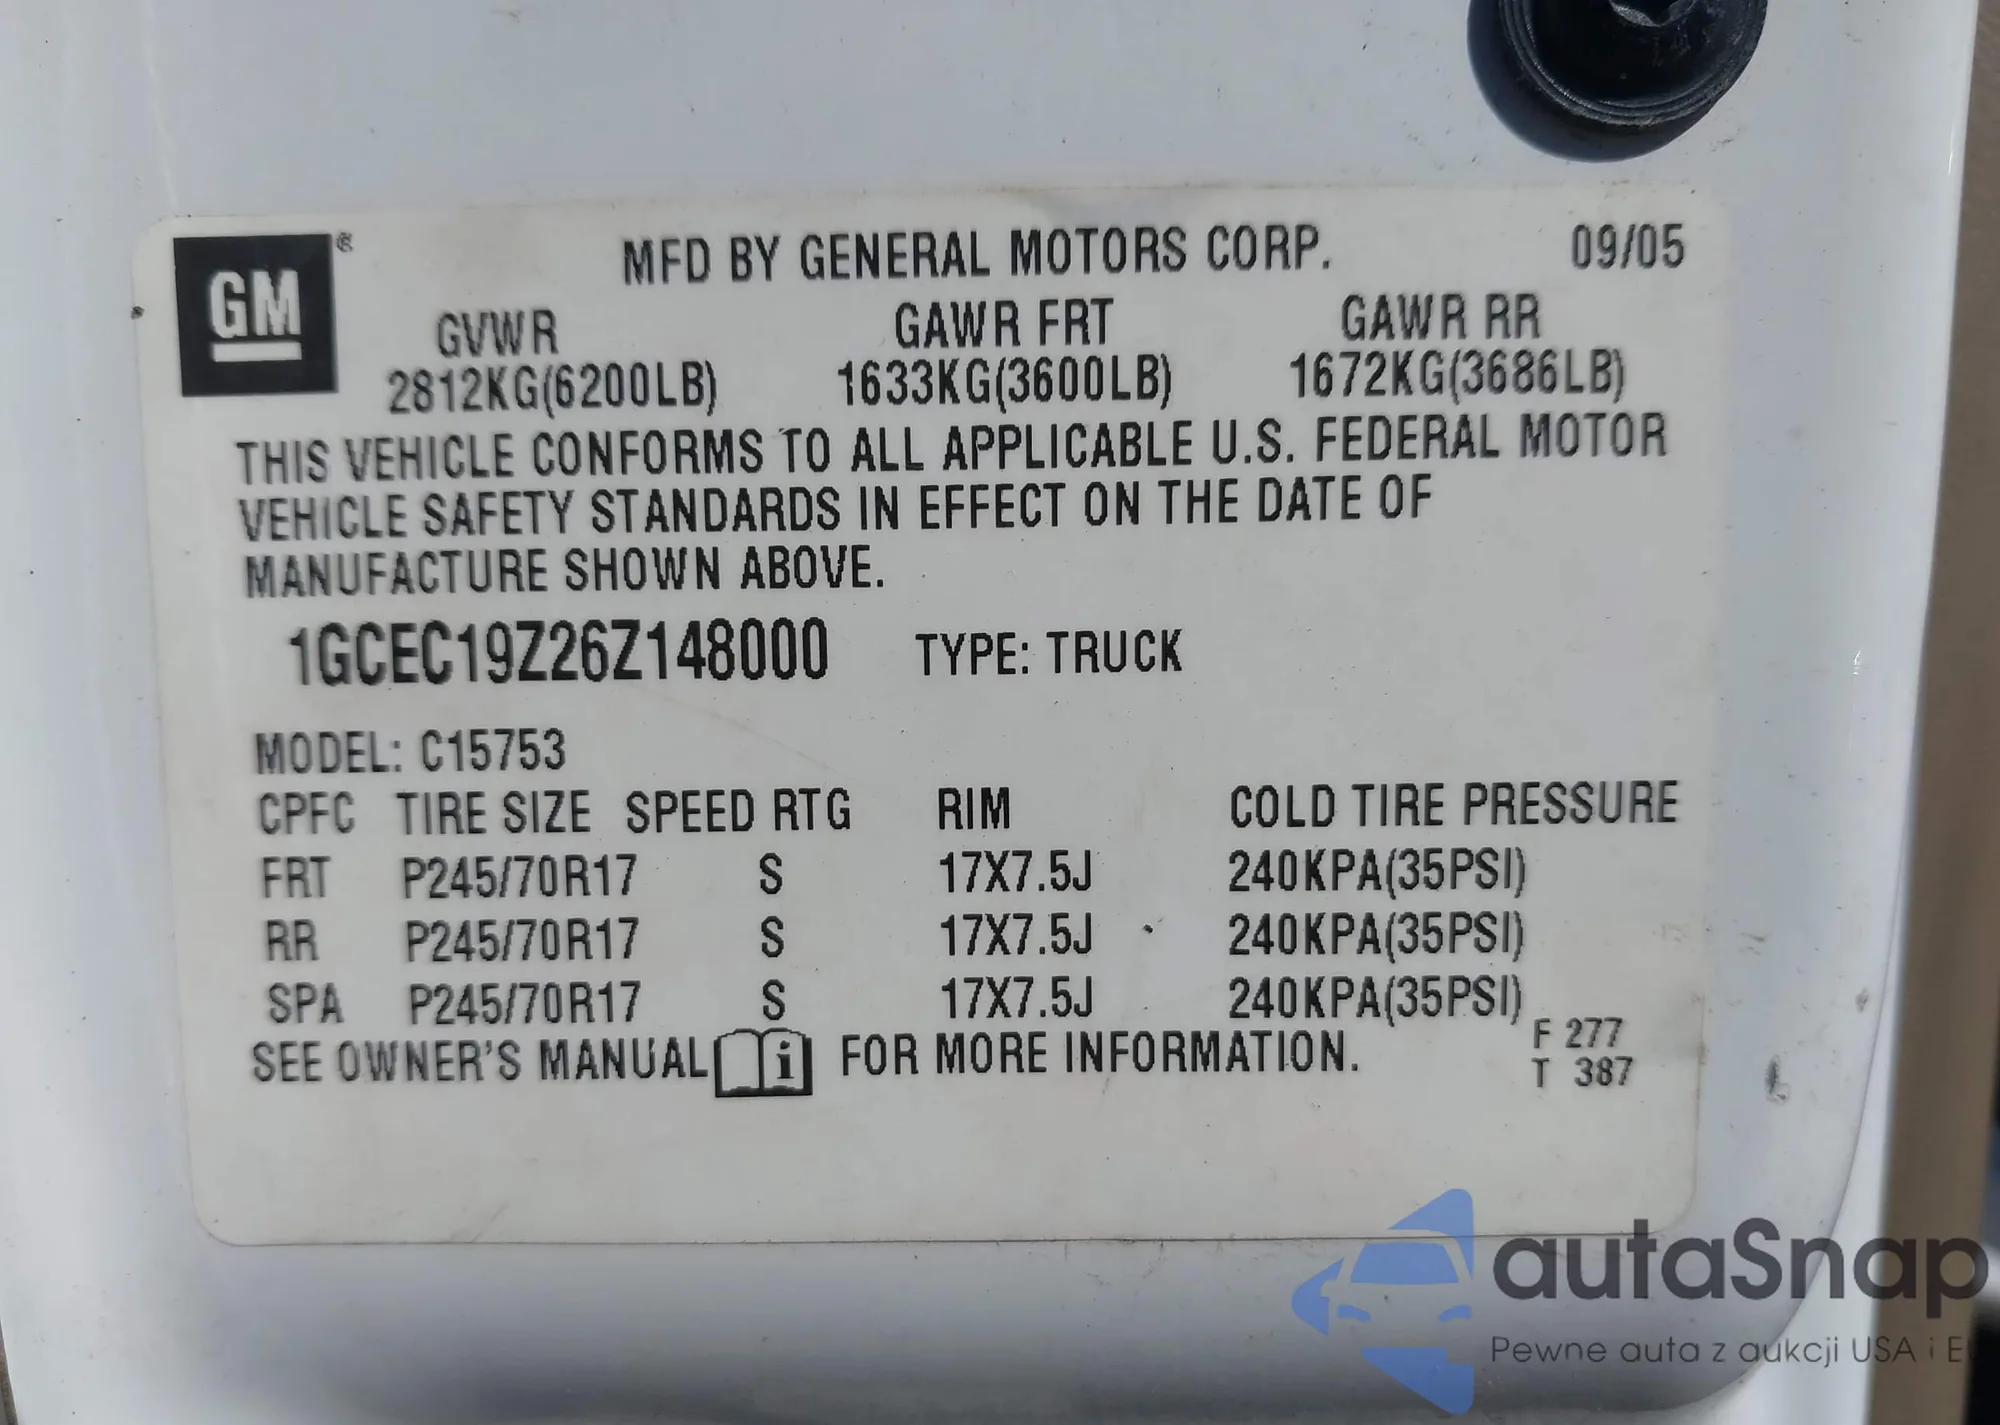 GM®
MFD BY GENERAL MOTORS CORP. 09/05
GVWR GAWR FRT GAWR RR
2812KG(6200LB) 1633KG(3600LB) 1672KG(3686LB)
THIS VEHICLE CONFORMS TO ALL APPLICABLE U.S. FEDERAL MOTOR
VEHICLE SAFETY STANDARDS IN EFFECT ON THE DATE OF
MANUFACTURE SHOWN ABOVE.
1GCEC19Z26Z148000 TYPE: TRUCK
MODEL: C15753
CPFC TIRE SIZE SPEED RTG RIM COLD TIRE PRESSURE
FRT P245/70R17 S 17X7.5J 240KPA(35PSI)
RR P245/70R17 S 17X7.5J 240KPA(35PSI)
SPA P245/70R17 S 17X7.5J 240KPA(35PSI)
SEE OWNER'S MANUAL i FOR MORE INFORMATION.
F 277
T 387
autaSnap
Pewne auta z aukcji USA i